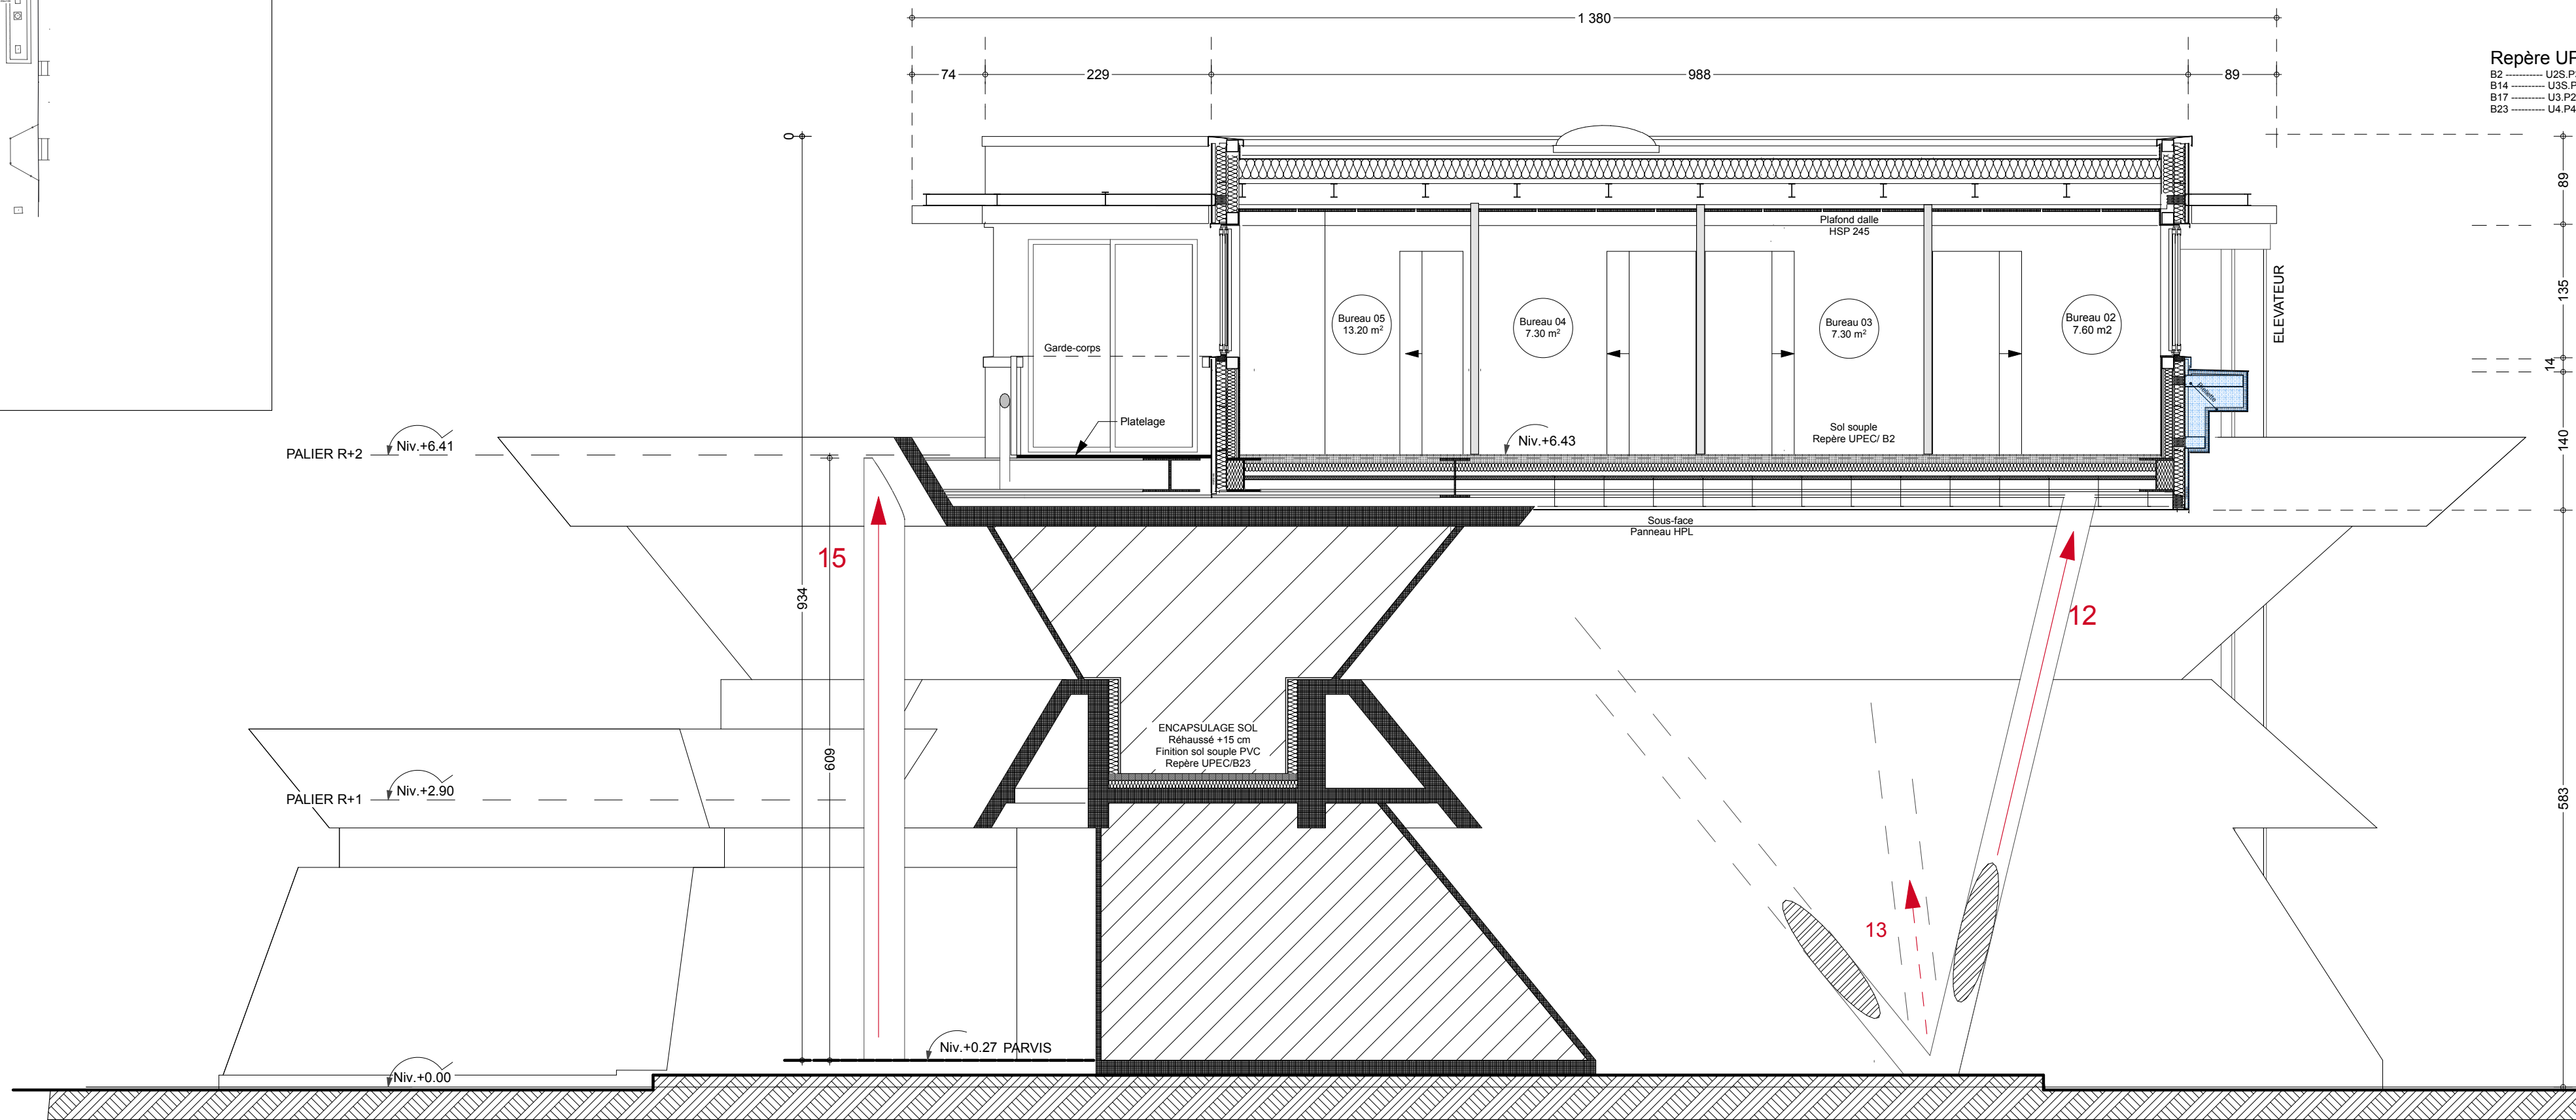 1 380
74
229
988
89
Repère UP
B2 ---------- U2S.P
B14 ---------- U3S.P
B17 ---------- U3.P2
B23 ---------- U4.P4
0
89
Plafond dalle
HSP 245
ELEVATEUR
135
Bureau 05
13.20 m²
Bureau 04
7.30 m²
Bureau 03
7.30 m²
Bureau 02
7.60 m2
Garde-corps
14
Platelage
Sol souple
Repère UPEC/ B2
Niv.+6.43
140
PALIER R+2
Niv.+6.41
Sous-face
Panneau HPL
15
934
12
609
ENCAPSULAGE SOL
Réhaussé +15 cm
Finition sol souple PVC
Repère UPEC/B23
PALIER R+1
Niv.+2.90
583
13
Niv.+0.27 PARVIS
Niv.+0.00